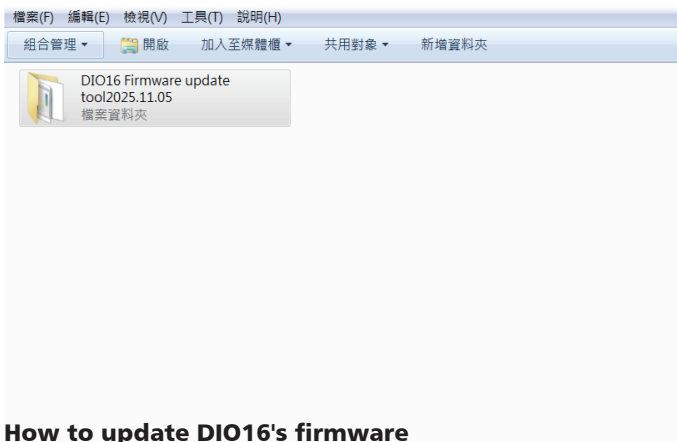 檔案(F) 編輯(E) 檢視(V) 工具(T) 說明(H)
組合管理 開啟 加入至媒體櫃 共用對象 新增資料夾
DIO16 Firmware update
tool2025.11.05
檔案資料夾
How to update DIO16's firmware